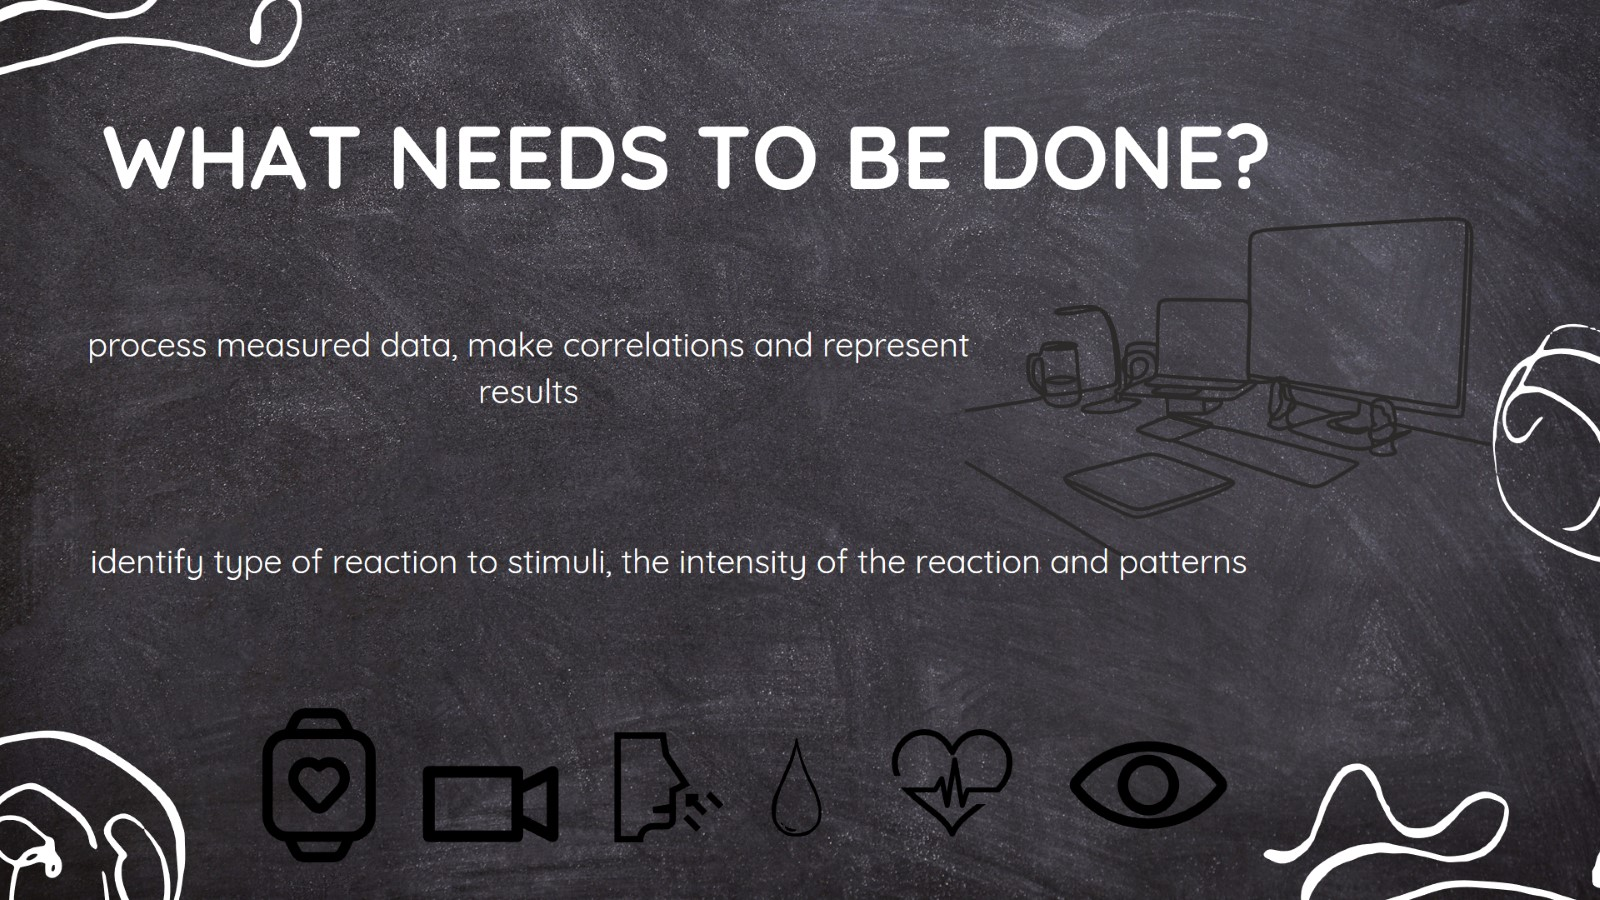 WHAT NEEDS TO BE DONE?
process measured data, make correlations and represent
results
identify type of reaction to stimuli, the intensity of the reaction and patterns